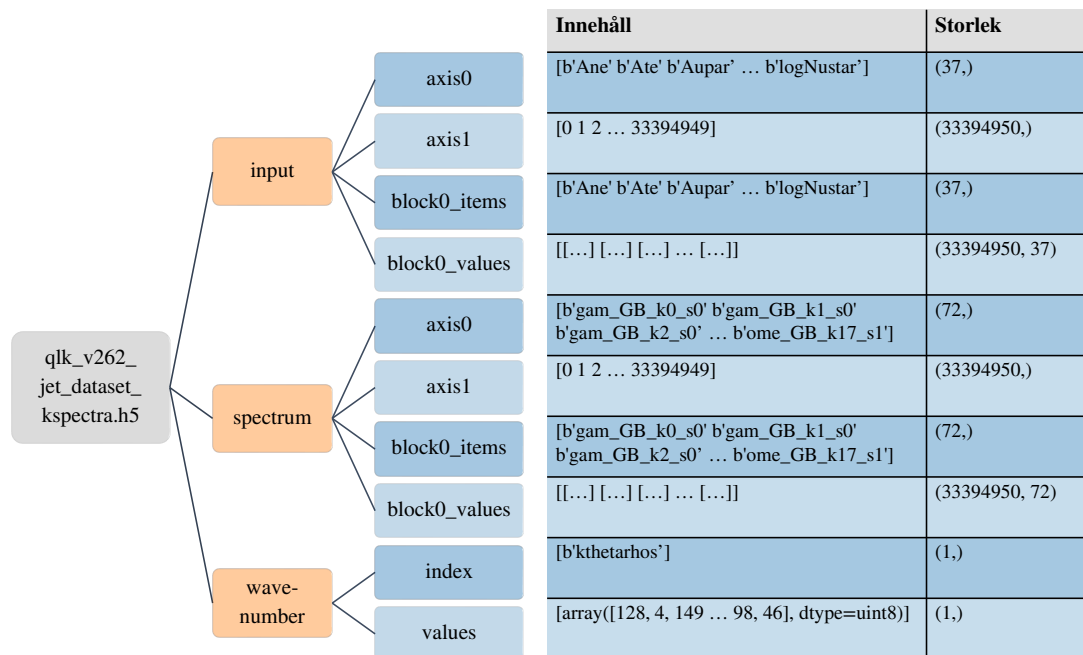 qlk_v262_
jet_dataset_
kspectra.h5
input
spectrum
wave-
number
axis0
axis1
block0_items
block0_values
axis0
axis1
block0_items
block0_values
index
values
Innehåll Storlek
[b'Ane' b'Ate' b'Aupar’ … b'logNustar’] (37,)
[0 1 2 … 33394949] (33394950,)
[b'Ane' b'Ate' b'Aupar’ … b'logNustar’] (37,)
[[…] […] […] … […]] (33394950, 37)
[b'gam_GB_k0_s0' b'gam_GB_k1_s0' (72,)
b'gam_GB_k2_s0’ … b'ome_GB_k17_s1']
[0 1 2 … 33394949] (33394950,)
[b'gam_GB_k0_s0' b'gam_GB_k1_s0' (72,)
b'gam_GB_k2_s0’ … b'ome_GB_k17_s1']
[[…] […] […] … […]] (33394950, 72)
[b'kthetarhos’] (1,)
[array([128, 4, 149 … 98, 46], dtype=uint8)] (1,)